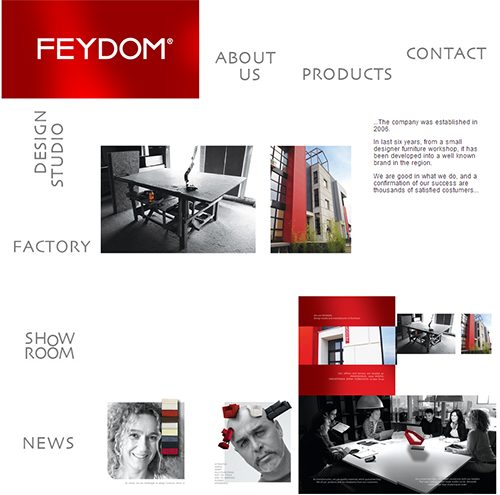 FEYDOM®
ABOUT
US
PRODUCTS
CONTACT
DESIGN
STUDIO
...The company was established in
2006.
In last six years, from a small
designer furniture workshop, it has
been developed into a well known
brand in the region.
We are good in what we do, and a
confirmation of our success are
thousands of satisfied costumers...
FACTORY
SHOW
ROOM
NEWS